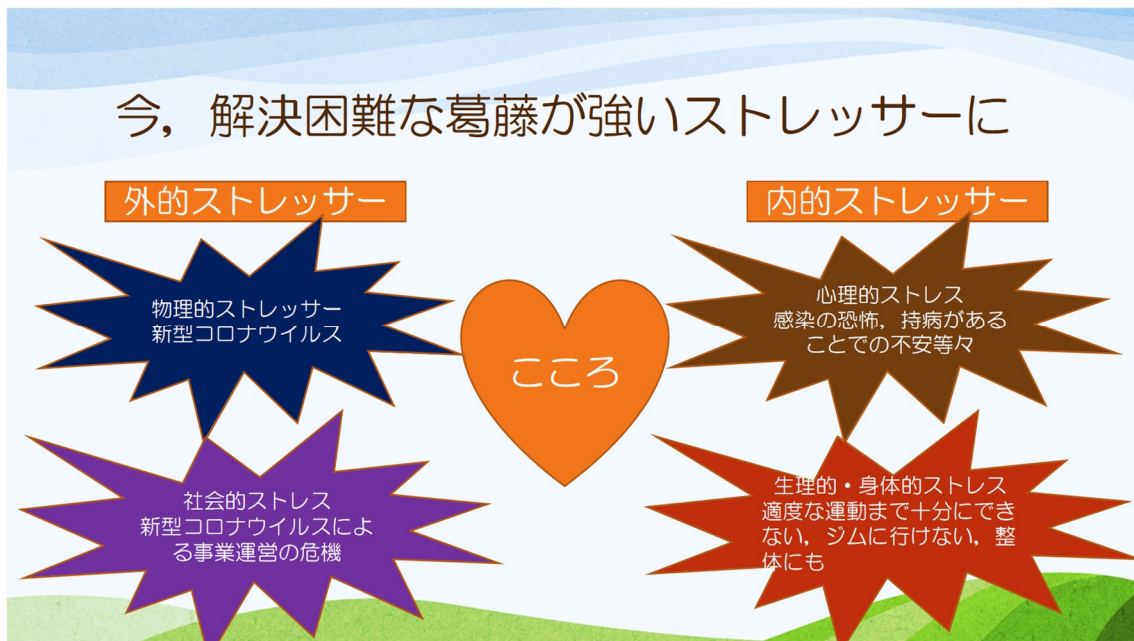 今，解決困難な葛藤が強いストレッサーに
外的ストレッサー
物理的ストレッサー
新型コロナウイルス
社会的ストレス
新型コロナウイルスによ
る事業運営の危機
こころ
内的ストレッサー
心理的ストレス
感染の恐怖，持病がある
ことでの不安等々
生理的・身体的ストレス
適度な運動まで十分にでき
ない，ジムに行けない，整
体にも